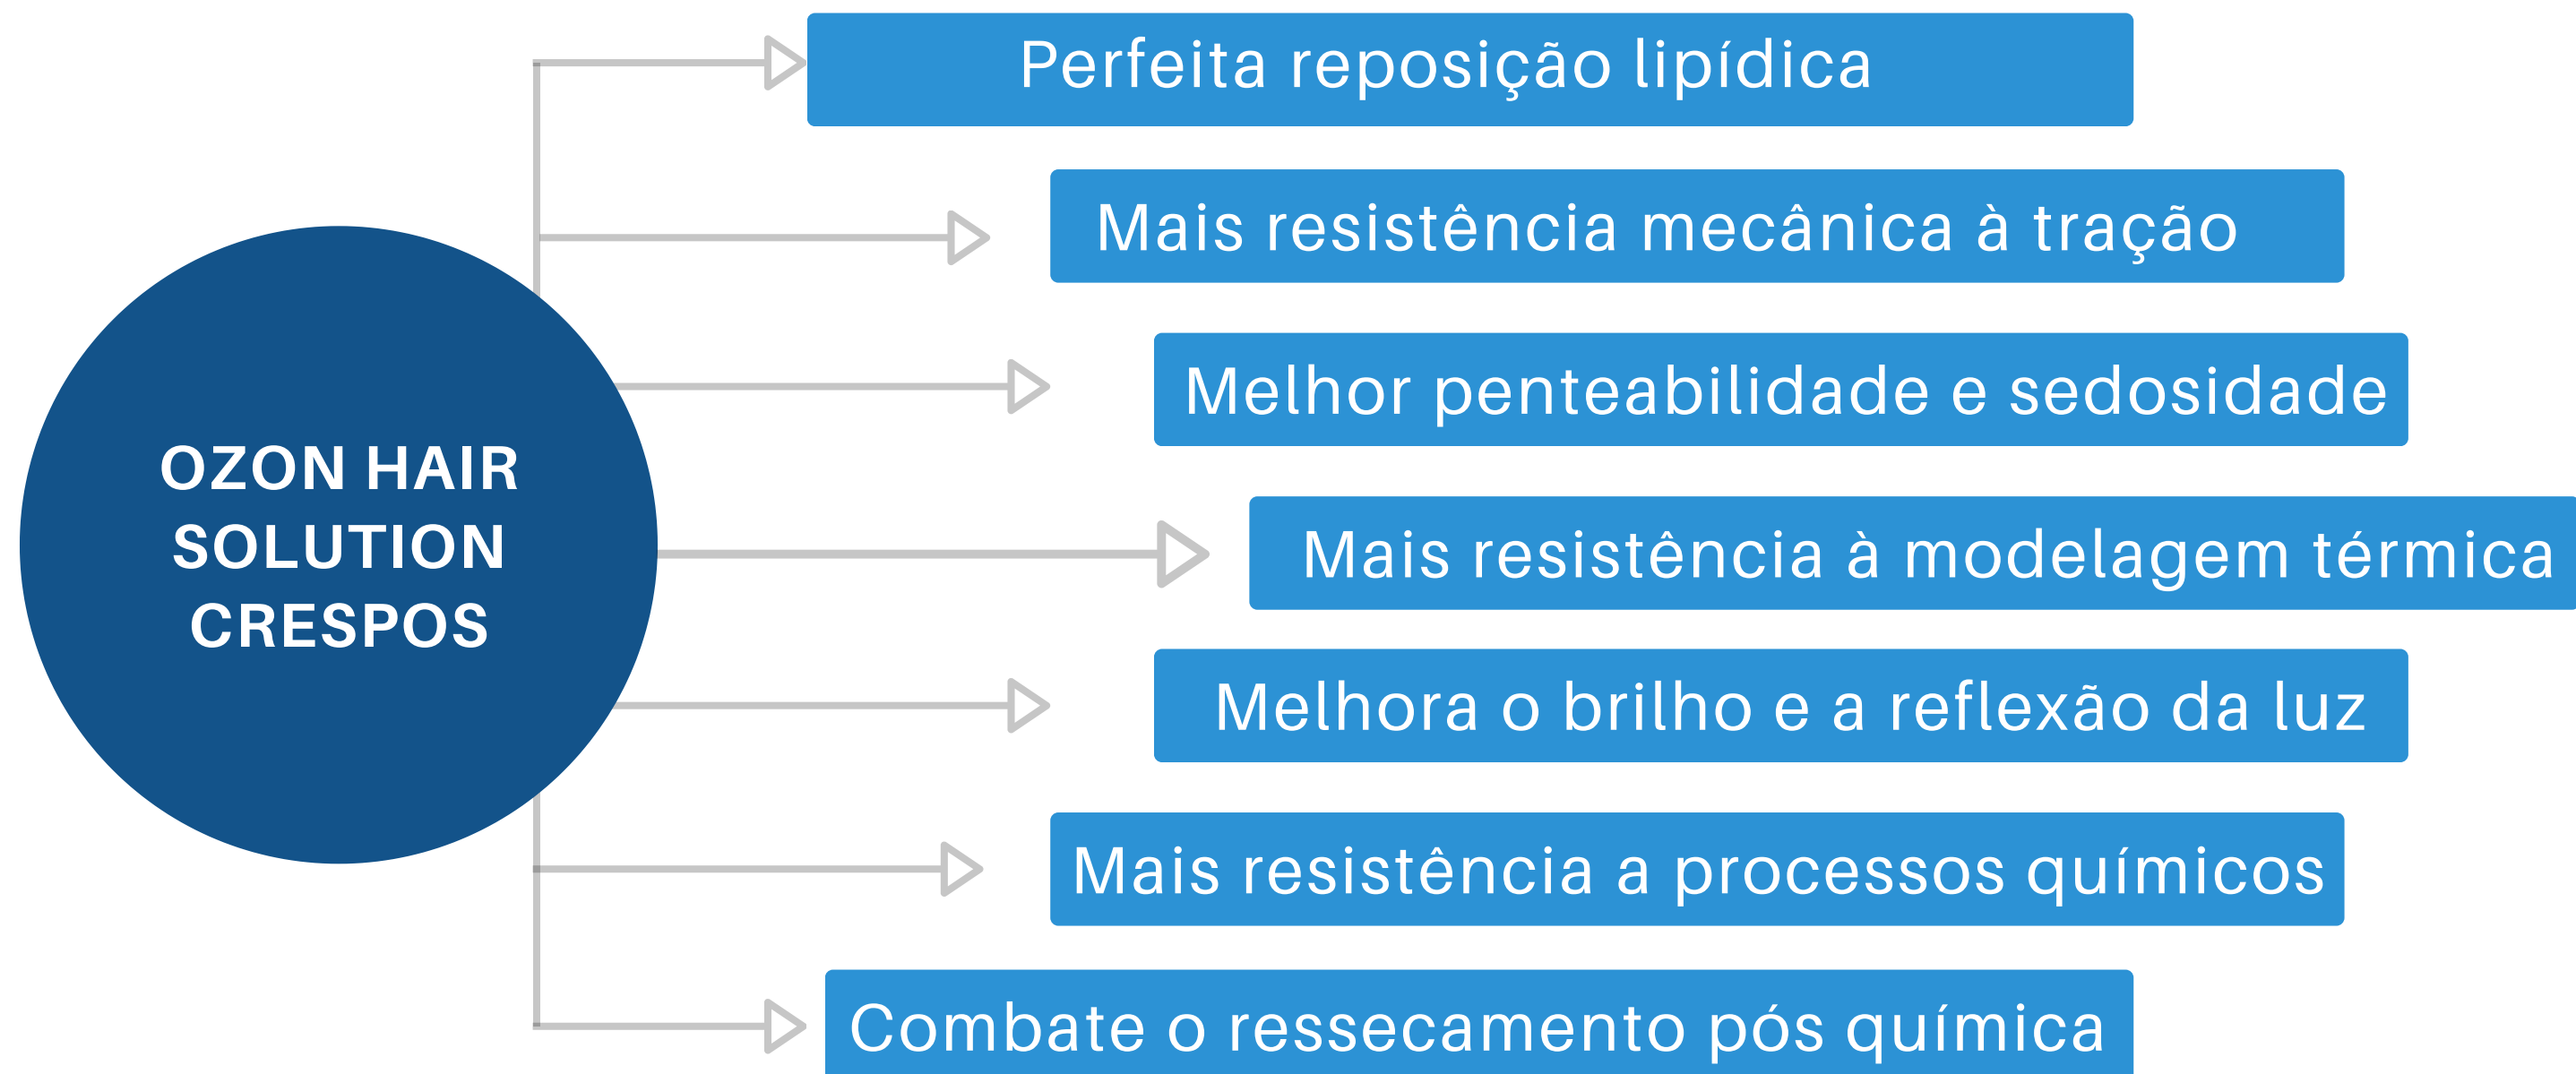 OZON HAIR
SOLUTION
CRESPOS
Perfeita reposição lipídica
Mais resistência mecânica à tração
Melhor penteabilidade e sedosidade
Mais resistência à modelagem térmica
Melhora o brilho e a reflexão da luz
Mais resistência a processos químicos
Combate o ressecamento pós química